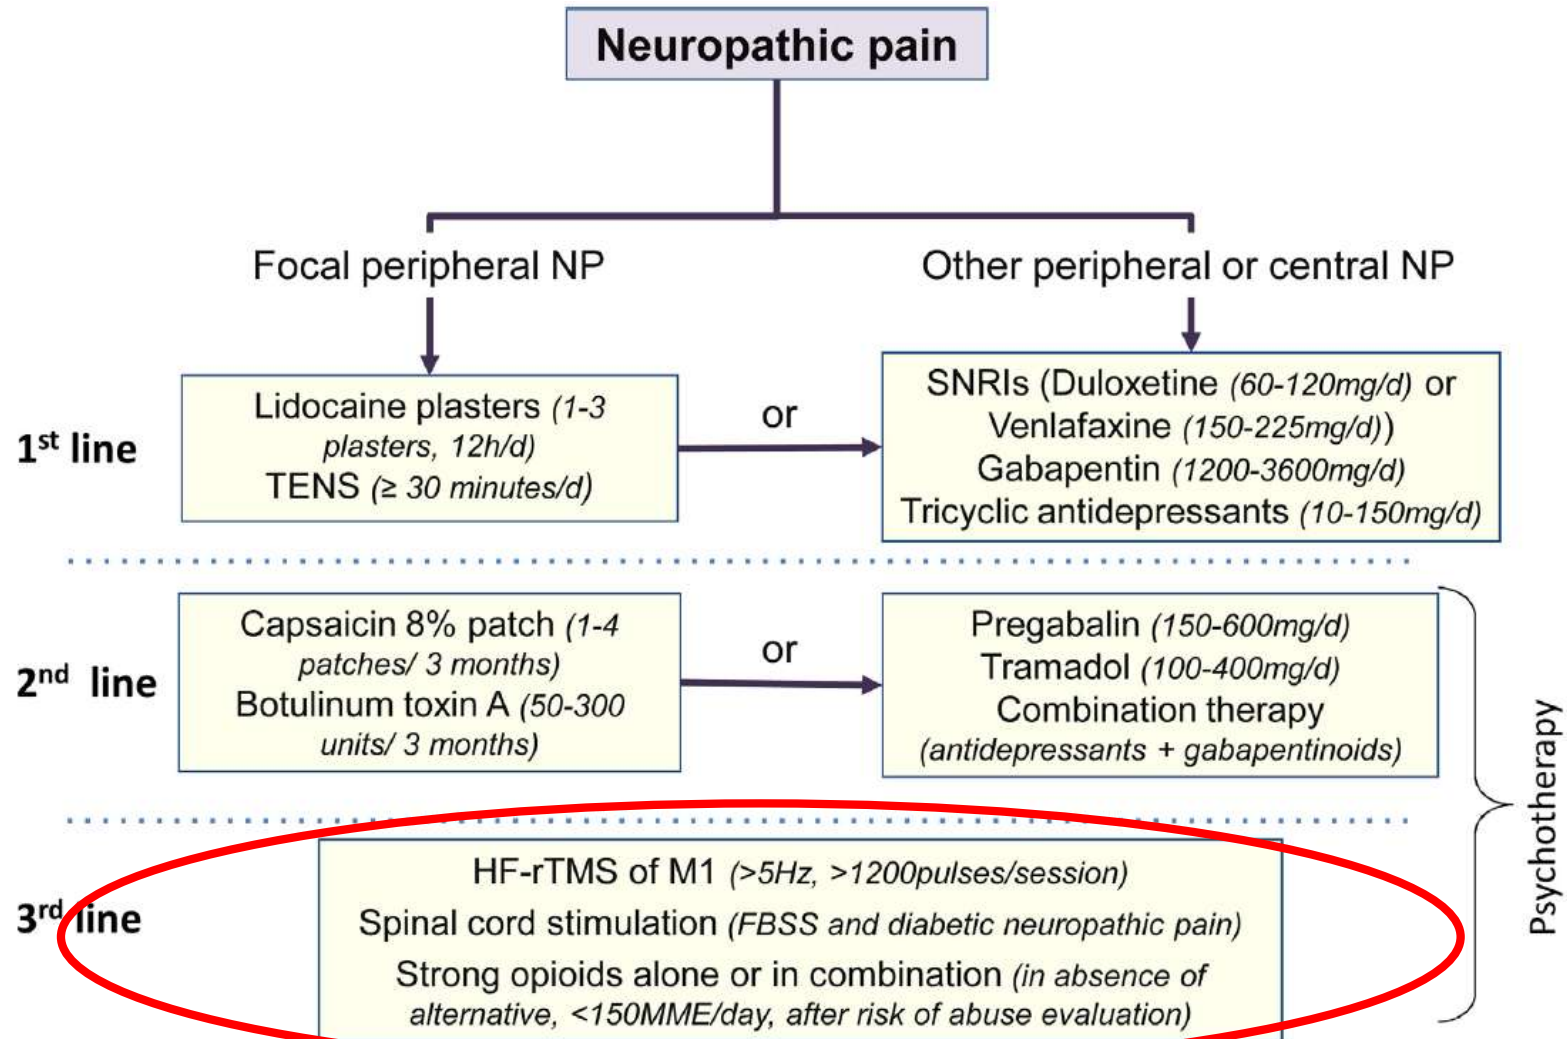 Neuropathic pain
Focal peripheral NP
Other peripheral or central NP
1st line
Lidocaine plasters (1-3
plasters, 12h/d)
TENS (≥ 30 minutes/d)
or
SNRIs (Duloxetine (60-120mg/d) or
Venlafaxine (150-225mg/d))
Gabapentin (1200-3600mg/d)
Tricyclic antidepressants (10-150mg/d)
2nd line
Capsaicin 8% patch (1-4
patches/ 3 months)
Botulinum toxin A (50-300
units/ 3 months)
or
Pregabalin (150-600mg/d)
Tramadol (100-400mg/d)
Combination therapy
(antidepressants + gabapentinoids)
3rd line
HF-rTMS of M1 (>5Hz, >1200pulses/session)
Spinal cord stimulation (FBSS and diabetic neuropathic pain)
Strong opioids alone or in combination (in absence of
alternative, <150MME/day, after risk of abuse evaluation)
Psychotherapy